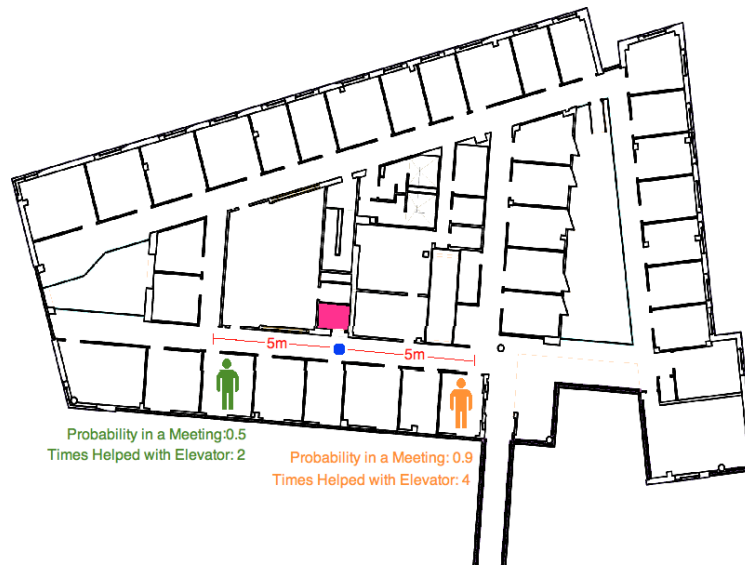 5m
5m
Probability in a Meeting:0.5
Times Helped with Elevator: 2
Probability in a Meeting: 0.9
Times Helped with Elevator: 4